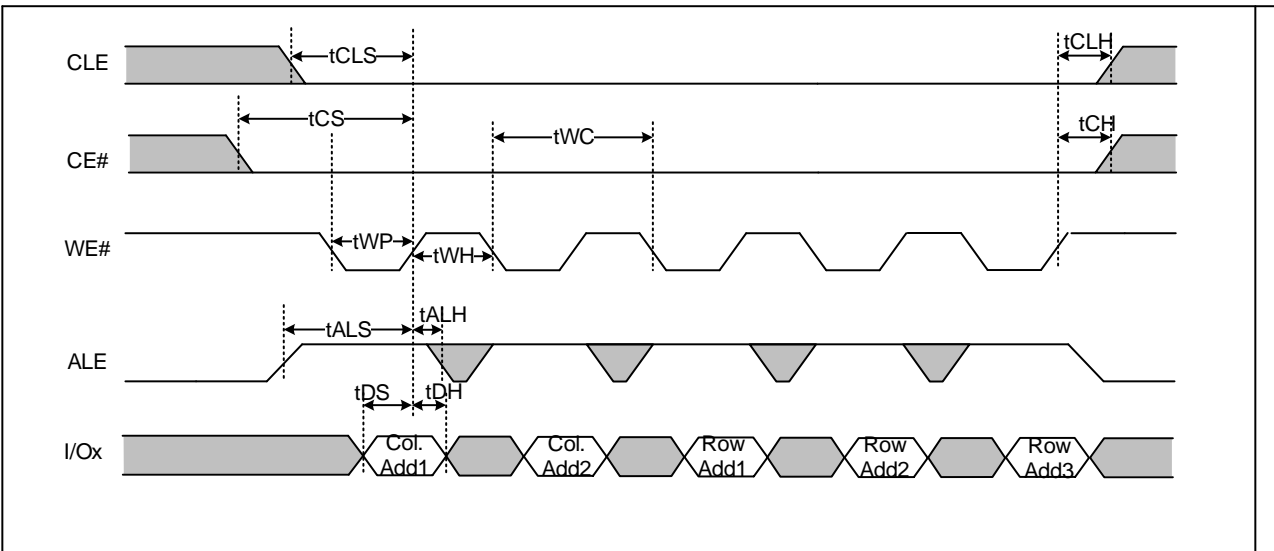 CLE
tCLS
tCLH
CE#
tCS
tWC
tCH
WE#
tWP
tWH
ALE
tALS
tALH
tDS
tDH
I/Ox
Col.
Add1
Col.
Add2
Row
Add1
Row
Add2
Row
Add3